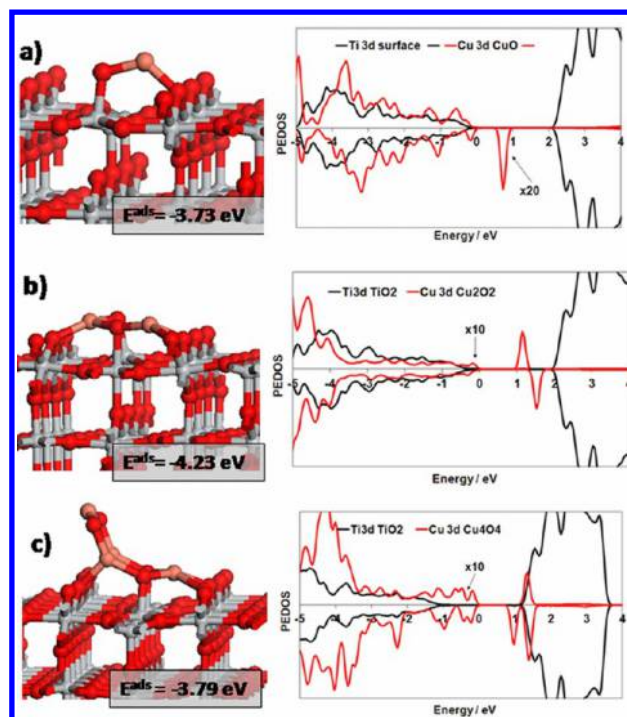 a)
Ti 3d surface Cu 3d CuO
PEDOS
-5 -4 -3 -2 -1 0 1 2 3 4
x20
Energy / eV
Eads= -3.73 eV
b)
Ti3d TiO2 Cu 3d Cu2O2
x10
PEDOS
-5 -4 -3 -2 -1 0 1 2 3 4
Energy / eV
Eads= -4.23 eV
c)
Ti3d TiO2 Cu 3d Cu4O4
x10
PEDOS
-5 -4 -3 -2 -1 0 1 2 3 4
Energy / eV
Eads= -3.79 eV